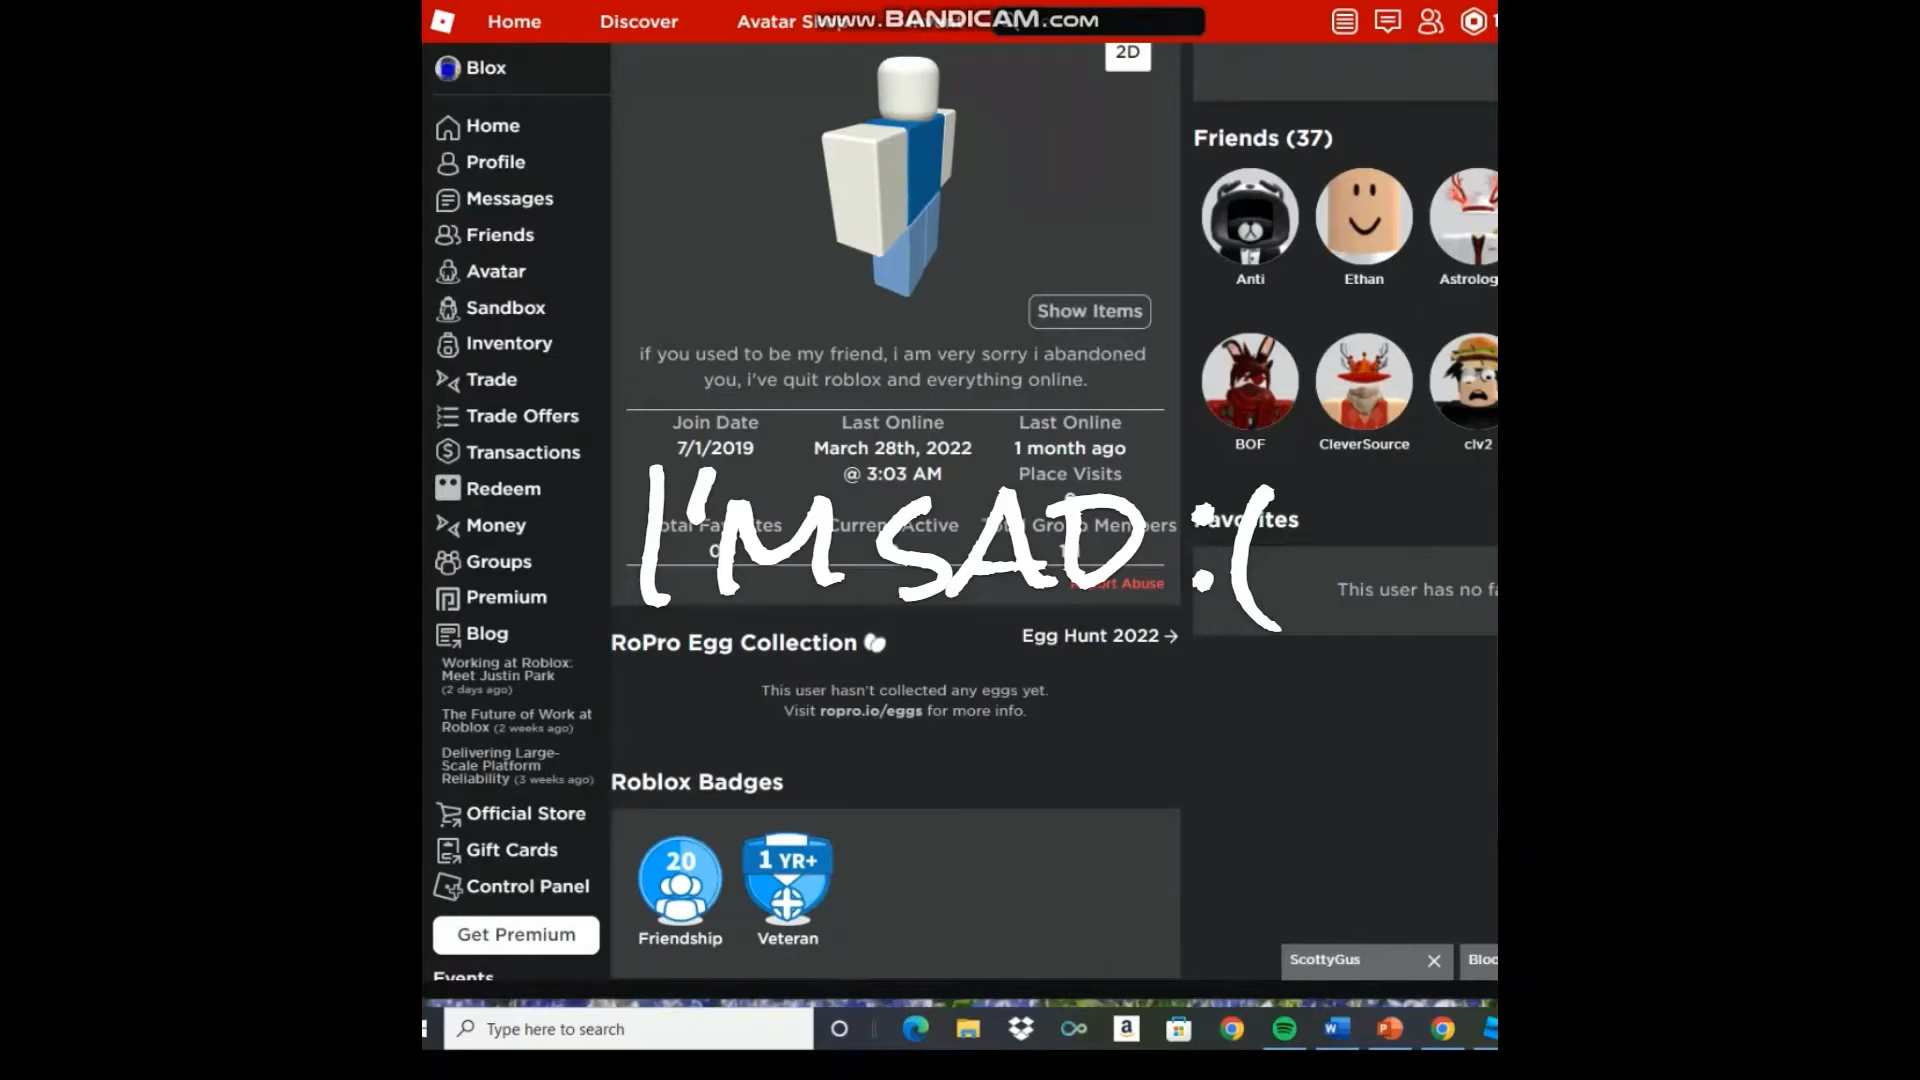 www.BANDICAM.com
Home Discover Avatar
Blox
Home
Profile
Messages
Friends
Avatar
Sandbox
Inventory
Trade
Trade Offers
Transactions
Redeem
Money
Groups
Premium
Blog
Working at Roblox:
Meet Justin Park
(2 days ago)
The Future of Work at
Roblox (2 weeks ago)
Delivering Large-
Scale Platform
Reliability (3 weeks ago)
Official Store
Gift Cards
Control Panel
Get Premium
Events
2D
Show Items
if you used to be my friend, i am very sorry i abandoned
you, i've quit roblox and everything online.
Join Date
7/1/2019
Last Online
March 28th, 2022
@ 3:03 AM
Last Online
1 month ago
Place Visits
I'M SAD :(
Active
Group Members
Abuse
RoPro Egg Collection
Egg Hunt 2022 →
This user hasn't collected any eggs yet.
Visit ropro.io/eggs for more info.
Roblox Badges
20
Friendship
1 YR+
Veteran
Friends (37)
Anti
Ethan
Astrolog
BOF
CleverSource
clv2
This user has no
ScottyGus
Type here to search